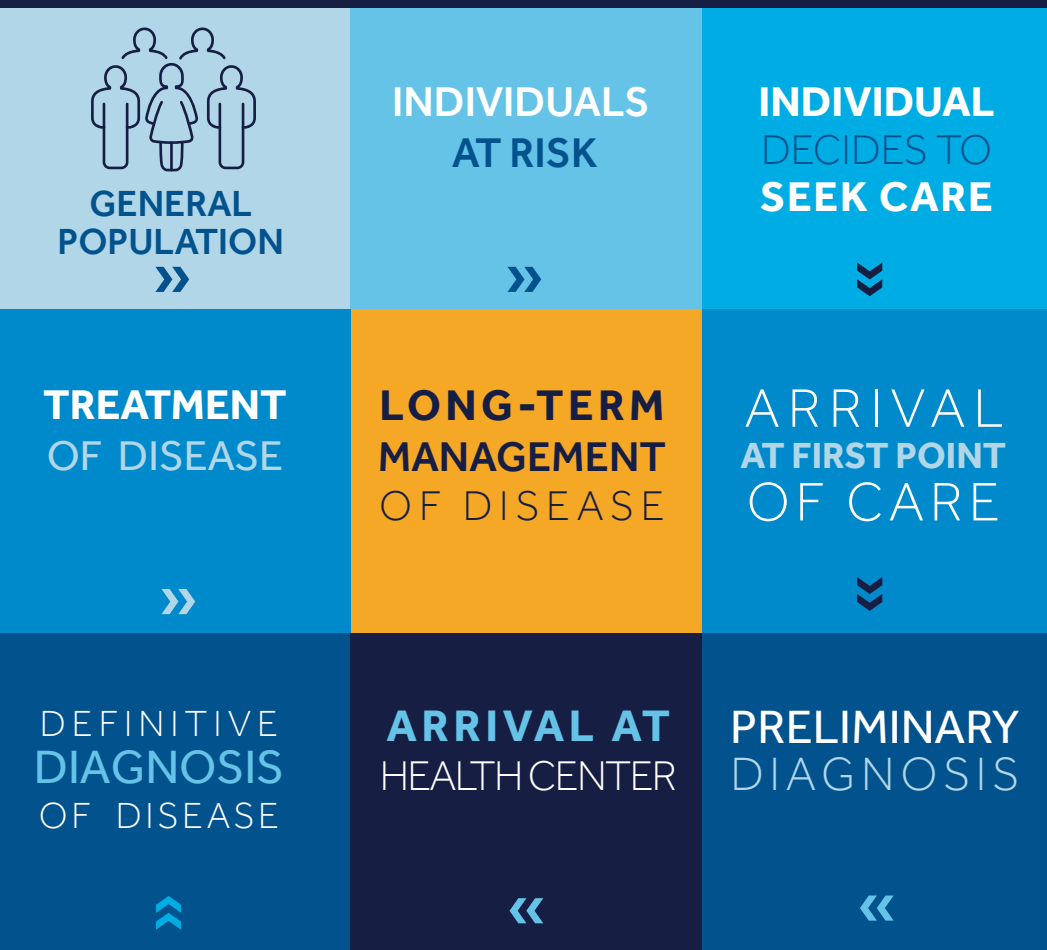 GENERAL
POPULATION
INDIVIDUALS
AT RISK
INDIVIDUAL
DECIDES TO
SEEK CARE
TREATMENT
OF DISEASE
LONG-TERM
MANAGEMENT
OF DISEASE
ARRIVAL
AT FIRST POINT
OF CARE
DEFINITIVE
DIAGNOSIS
OF DISEASE
ARRIVAL AT
HEALTH CENTER
PRELIMINARY
DIAGNOSIS